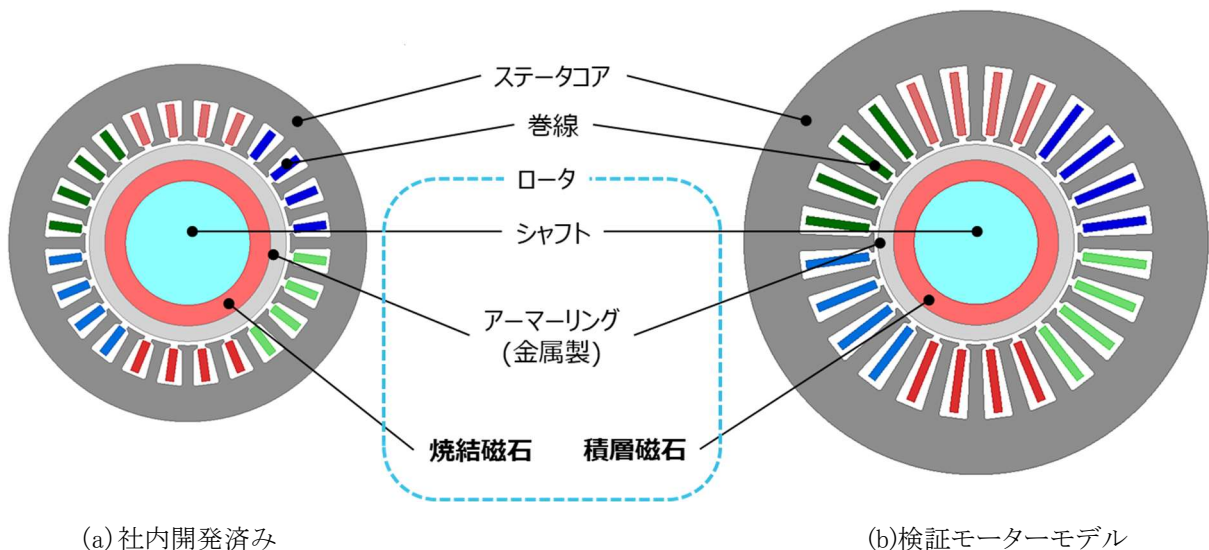 ステータコア
巻線
ロータ
シャフト
アーマーリング
(金属製)
焼結磁石 積層磁石
(a)社内開発済み (b)検証モーターモデル